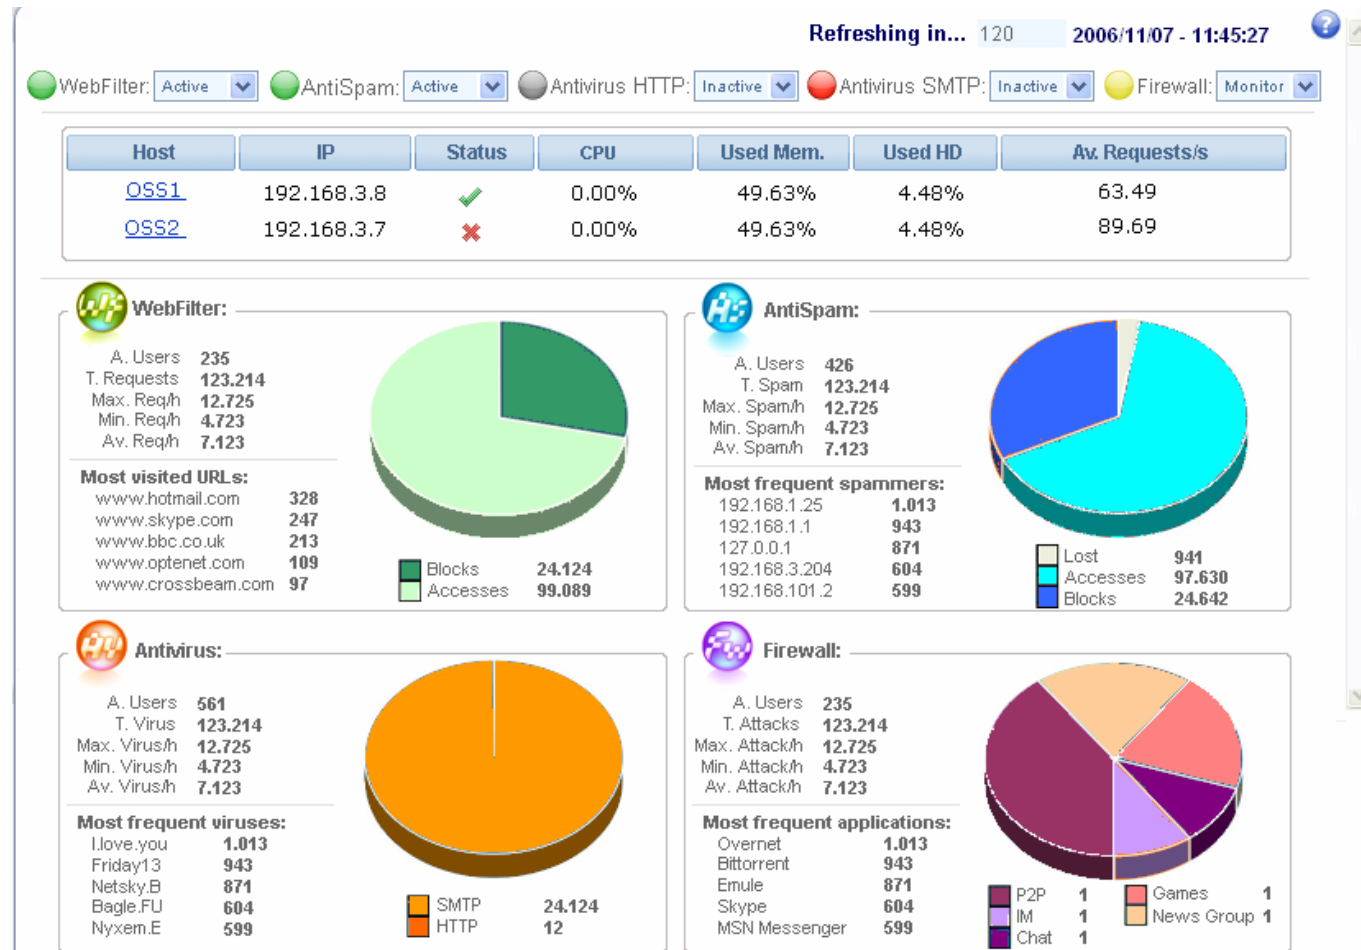 Refreshing in... 120 2006/11/07 - 11:45:27
WebFilter: Active AntiSpam: Active Antivirus HTTP: Inactive Antivirus SMTP: Inactive Firewall: Monitor
Host IP Status CPU Used Mem. Used HD Av. Requests/s
OSS1 192.168.3.8 0.00% 49.63% 4.48% 63.49
OSS2 192.168.3.7 0.00% 49.63% 4.48% 89.69
WebFilter:
A. Users 235
T. Requests 123.214
Max. Req/h 12.725
Min. Req/h 4.723
Av. Req/h 7.123
Most visited URLs:
www.hotmail.com 328
www.skype.com 247
www.bbc.co.uk 213
www.optenet.com 109
www.crossbeam.com 97
Blocks 24.124
Accesses 99.089
AntiSpam:
A. Users 426
T. Spam 123.214
Max. Spam/h 12.725
Min. Spam/h 4.723
Av. Spam/h 7.123
Most frequent spammers:
192.168.1.25 1.013
192.168.1.1 943
127.0.0.1 871
192.168.3.204 604
192.168.101.2 599
Lost 941
Accesses 97.630
Blocks 24.642
Antivirus:
A. Users 561
T. Virus 123.214
Max. Virus/h 12.725
Min. Virus/h 4.723
Av. Virus/h 7.123
Most frequent viruses:
I.love.you 1.013
Friday13 943
Netsky.B 871
Bagle.FU 604
Nyxem.E 599
SMTP 24.124
HTTP 12
Firewall:
A. Users 235
T. Attacks 123.214
Max. Attack/h 12.725
Min. Attack/h 4.723
Av. Attack/h 7.123
Most frequent applications:
Overnet 1.013
Bittorrent 943
Emule 871
Skype 604
MSN Messenger 599
P2P 1 Games 1
IM 1 News Group 1
Chat 1